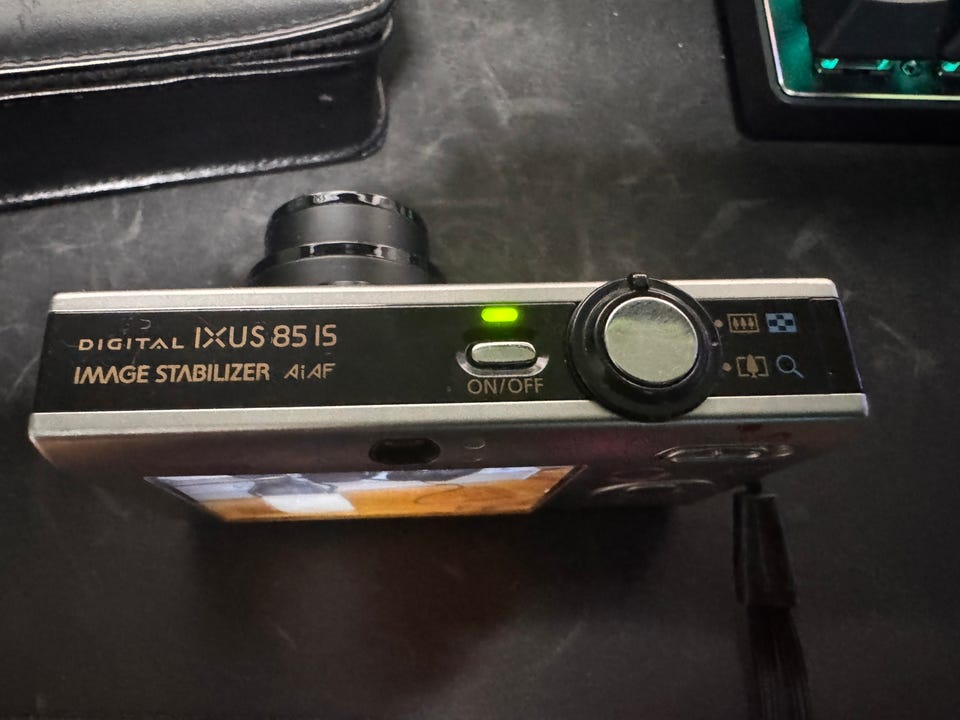 DIGITAL IXUS 85 IS
IMAGE STABILIZER AiAF
ON/OFF